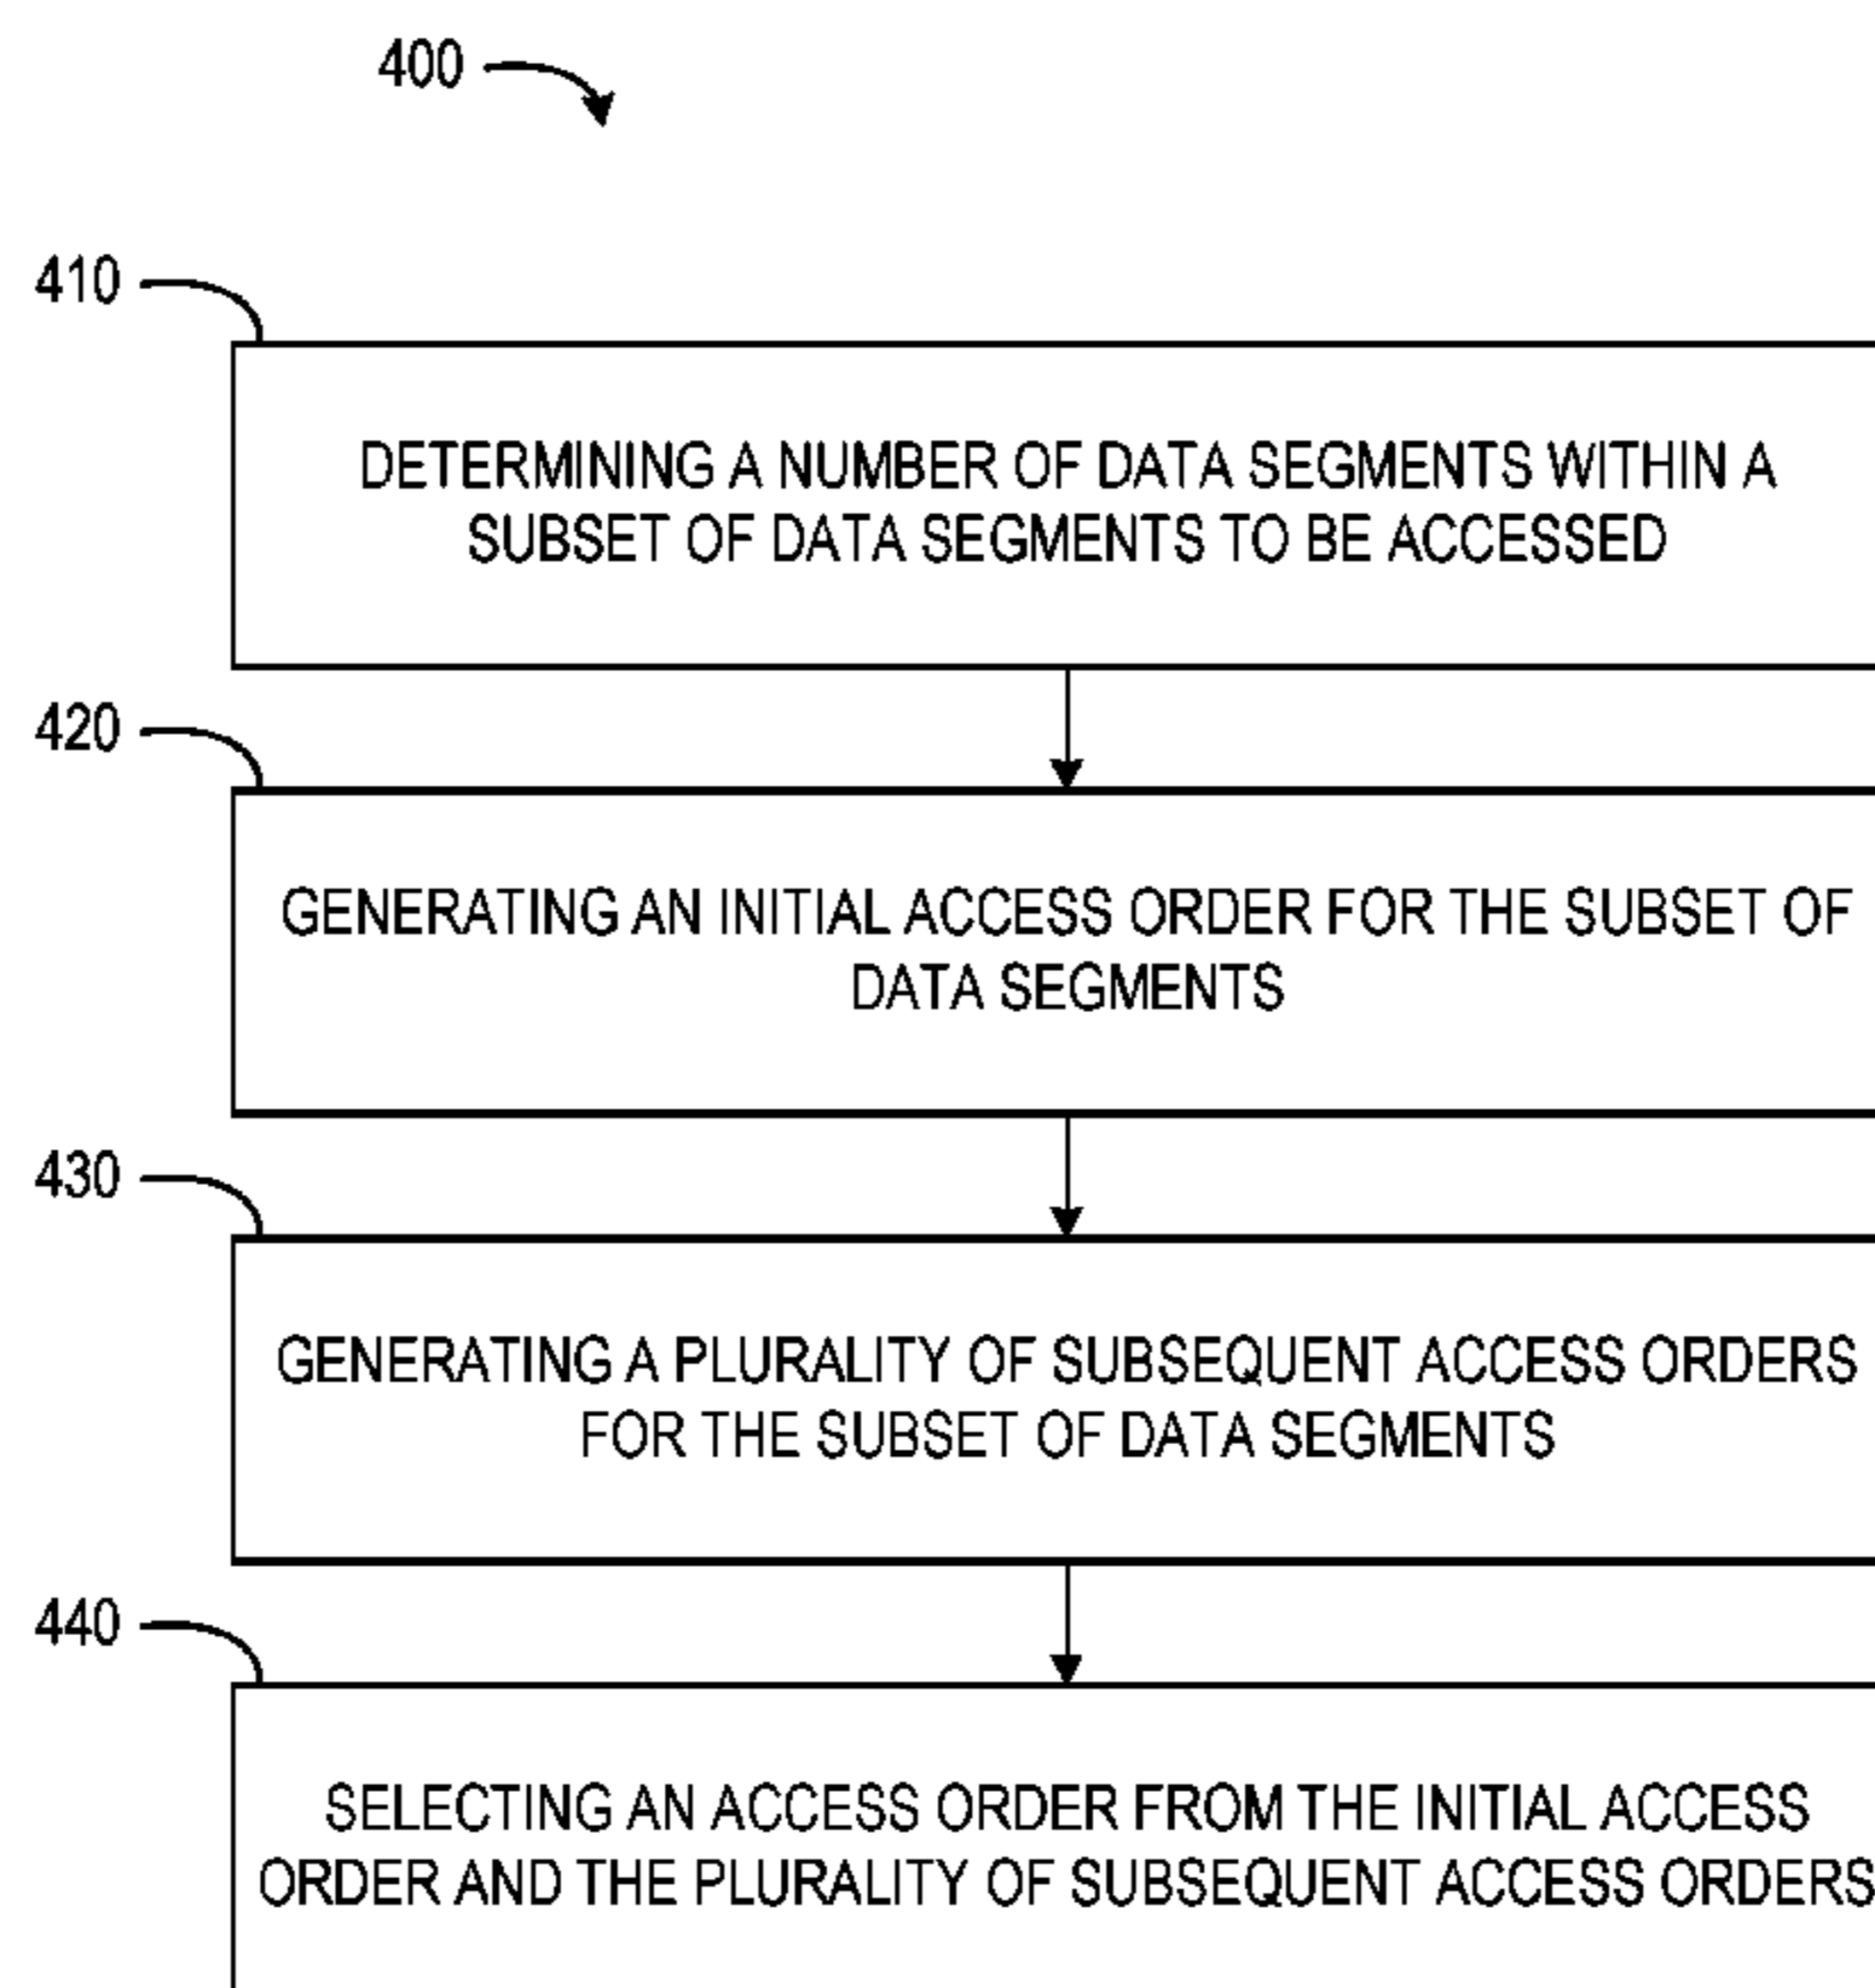 400
410
DETERMINING A NUMBER OF DATA SEGMENTS WITHIN A
SUBSET OF DATA SEGMENTS TO BE ACCESSED
420
GENERATING AN INITIAL ACCESS ORDER FOR THE SUBSET OF
DATA SEGMENTS
430
GENERATING A PLURALITY OF SUBSEQUENT ACCESS ORDERS
FOR THE SUBSET OF DATA SEGMENTS
440
SELECTING AN ACCESS ORDER FROM THE INITIAL ACCESS
ORDER AND THE PLURALITY OF SUBSEQUENT ACCESS ORDERS